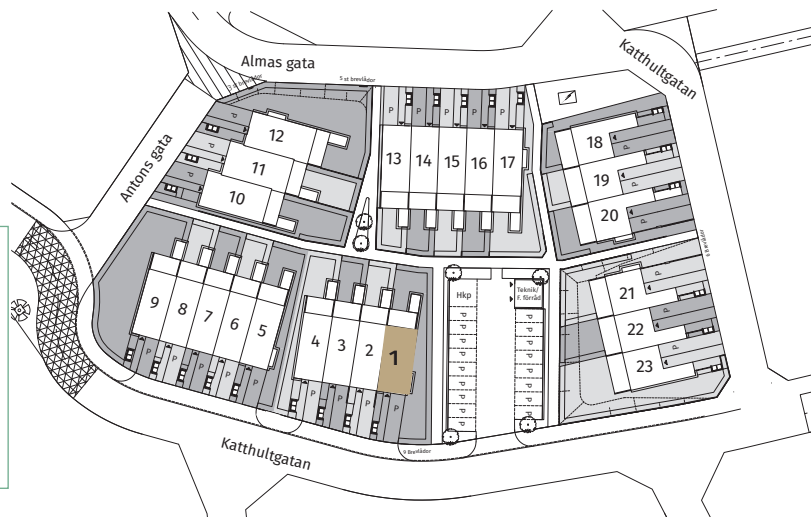 Almas gata
5 st brevlådor
Katthultgatan
Antons gata
12
11
10
P
P
P
P
P
P
P
P
13
14
15
16
17
18
19
20
P
P
P
9
8
7
6
5
P
P
P
P
P
4
3
2
1
P
P
P
P
Hkp
P
P
P
P
P
P
P
P
P
Teknik/
F. förråd
P
P
P
P
P
P
P
P
21
22
23
P
P
P
Katthultgatan
9 Brevlådor